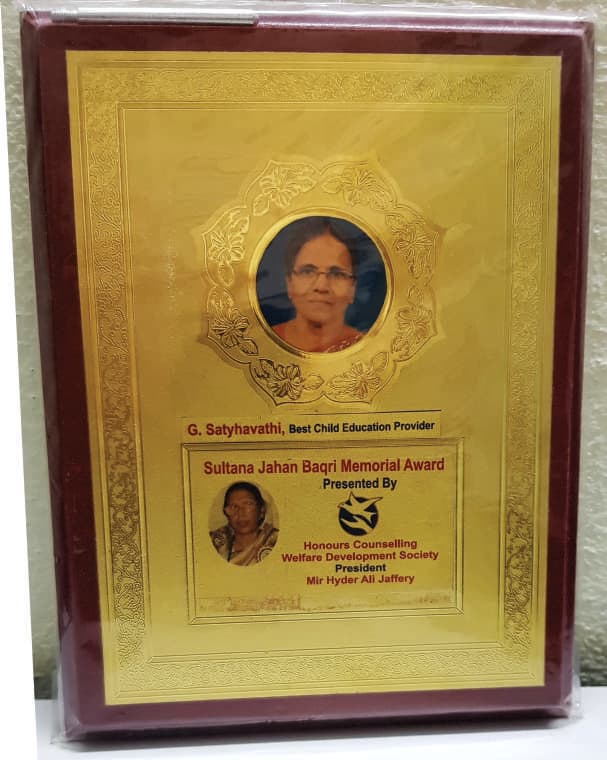 G. Satyhavathi, Best Child Education Provider
Sultana Jahan Baqri Memorial Award
Presented By
Honours Counselling
Welfare Development Society
President
Mir Hyder Ali Jaffery